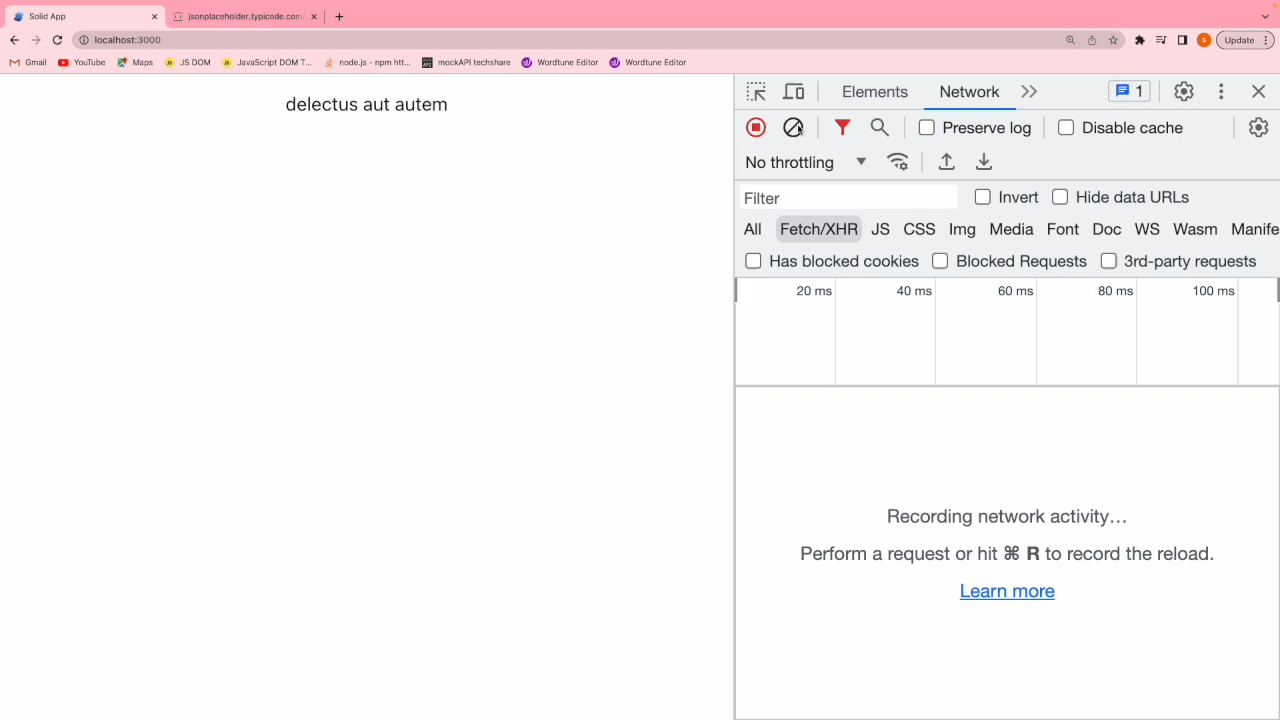 Solid App
jsonplaceholder.typicode.com/
localhost:3000
Update
Gmail
YouTube
Maps
JS DOM
JavaScript DOM T...
node.js - npm htt...
mockAPI techshare
Wordtune Editor
Wordtune Editor
delectus aut autem
Elements
Network
1
Preserve log
Disable cache
No throttling
Filter
Invert
Hide data URLs
All Fetch/XHR JS CSS Img Media Font Doc WS Wasm Manife
Has blocked cookies
Blocked Requests
3rd-party requests
20 ms 40 ms 60 ms 80 ms 100 ms
Recording network activity…
Perform a request or hit ⌘ R to record the reload.
Learn more